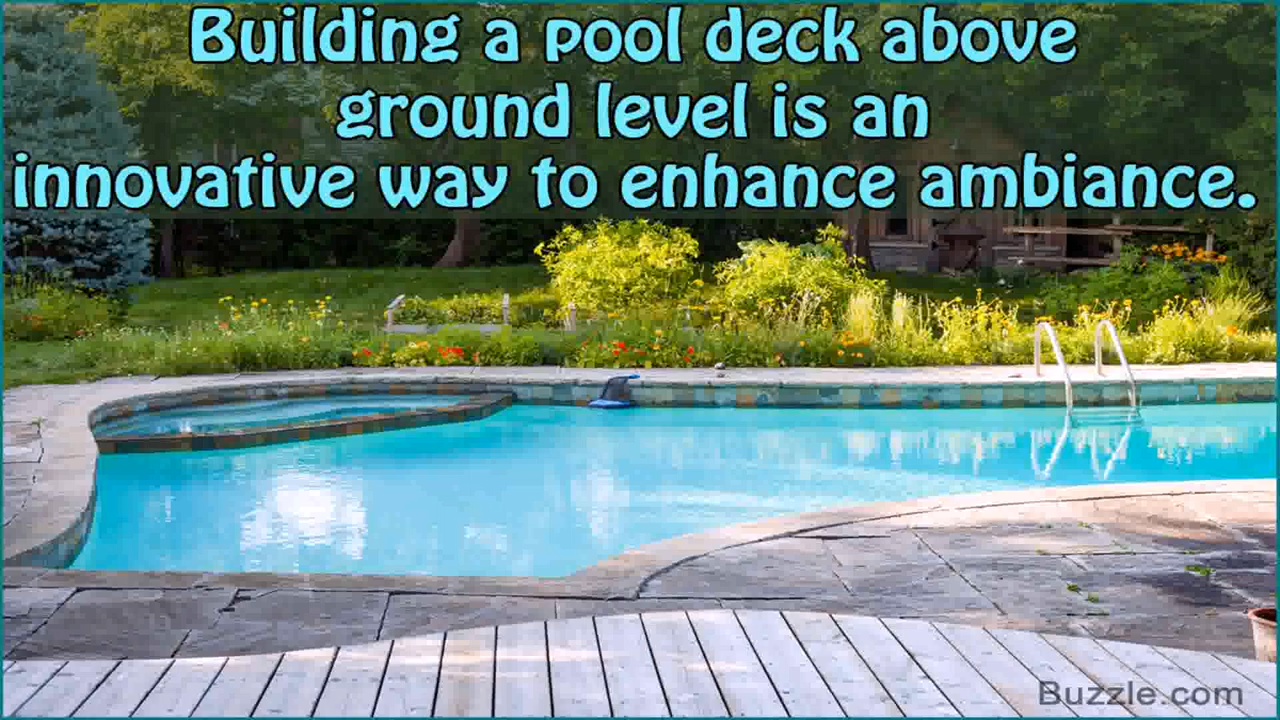 Building a pool deck above
ground level is an
innovative way to enhance ambiance.
Buzzle.com